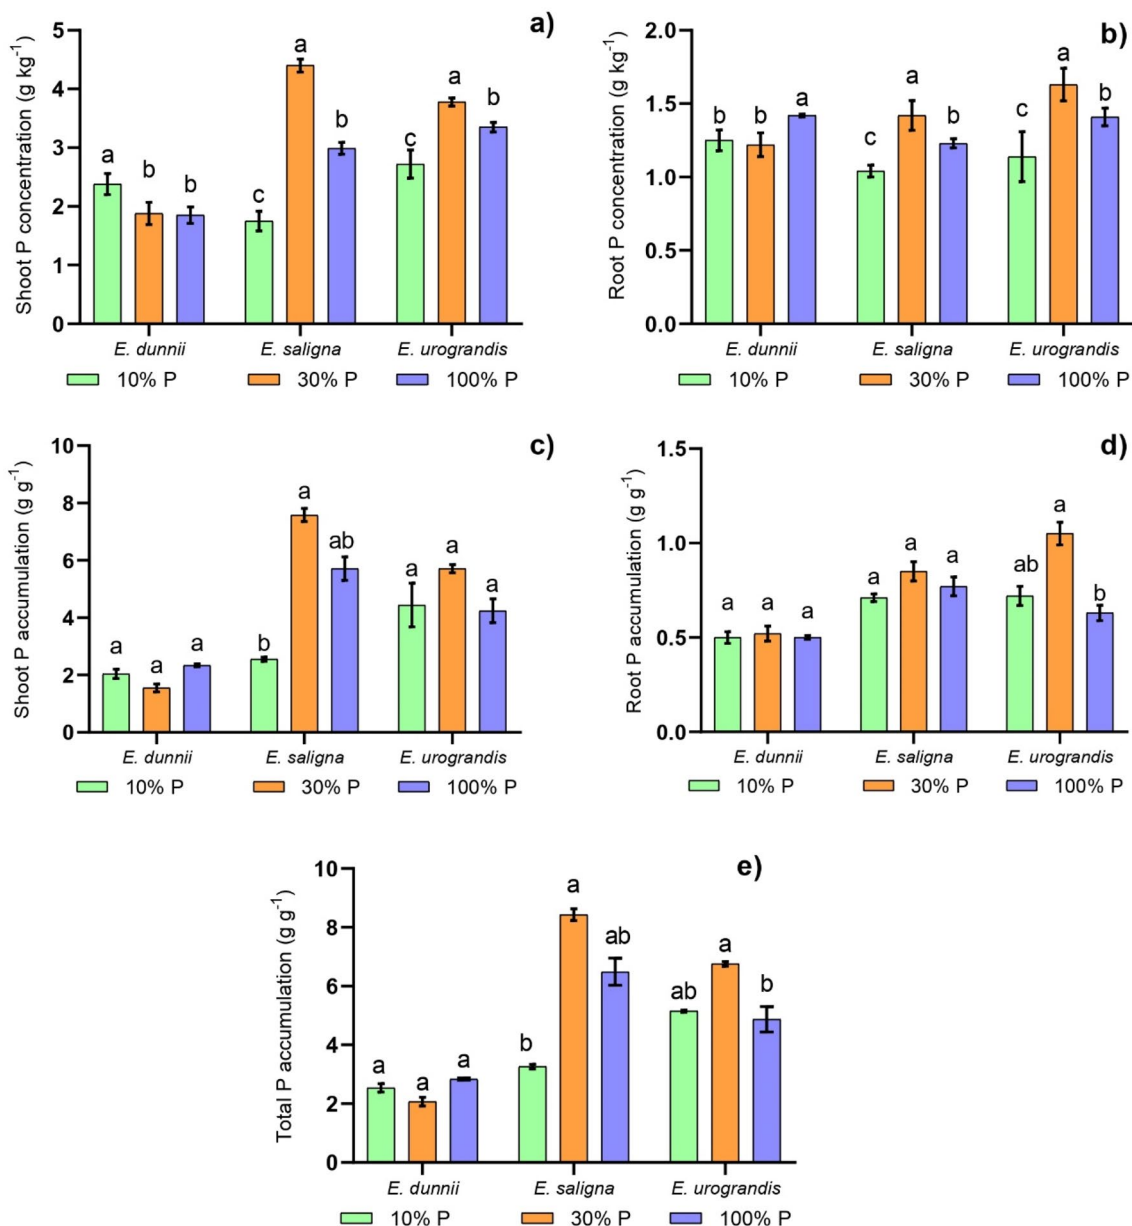 a)
Shoot P concentration (g kg⁻¹)
5
4
3
2
1
0
a b b
c a b
c a b
E. dunnii E. saligna E. urograndis
10% P 30% P 100% P
b)
Root P concentration (g kg⁻¹)
2.0
1.5
1.0
0.5
0.0
b b a
c a b
c a b
E. dunnii E. saligna E. urograndis
10% P 30% P 100% P
c)
Shoot P accumulation (g g⁻¹)
10
8
6
4
2
0
a a a
b a ab
a a a
E. dunnii E. saligna E. urograndis
10% P 30% P 100% P
d)
Root P accumulation (g g⁻¹)
1.5
1.0
0.5
0.0
a a a
a a a
ab a b
E. dunnii E. saligna E. urograndis
10% P 30% P 100% P
e)
Total P accumulation (g g⁻¹)
10
8
6
4
2
0
a a a
b a ab
ab a b
E. dunnii E. saligna E. urograndis
10% P 30% P 100% P